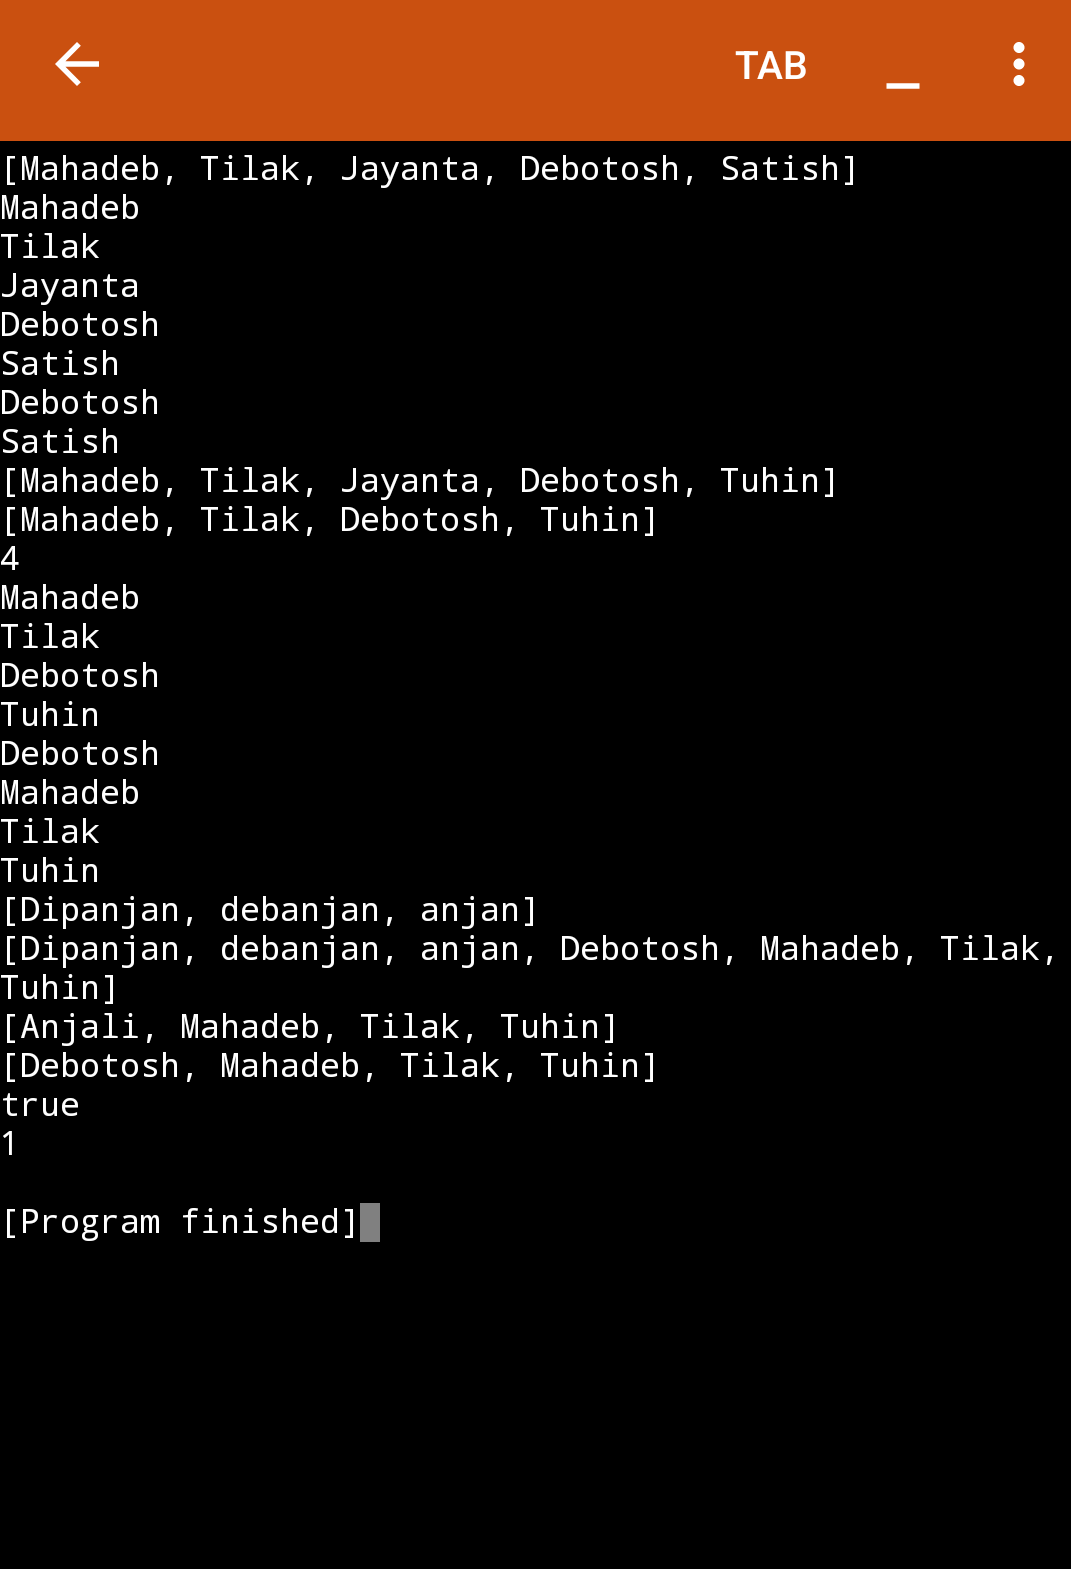 TAB _
[Mahadeb, Tilak, Jayanta, Debotosh, Satish]
Mahadeb
Tilak
Jayanta
Debotosh
Satish
Debotosh
Satish
[Mahadeb, Tilak, Jayanta, Debotosh, Tuhin]
[Mahadeb, Tilak, Debotosh, Tuhin]
4
Mahadeb
Tilak
Debotosh
Tuhin
Debotosh
Mahadeb
Tilak
Tuhin
[Dipanjan, debanjan, anjan]
[Dipanjan, debanjan, anjan, Debotosh, Mahadeb, Tilak,
Tuhin]
[Anjali, Mahadeb, Tilak, Tuhin]
[Debotosh, Mahadeb, Tilak, Tuhin]
true
1
[Program finished]